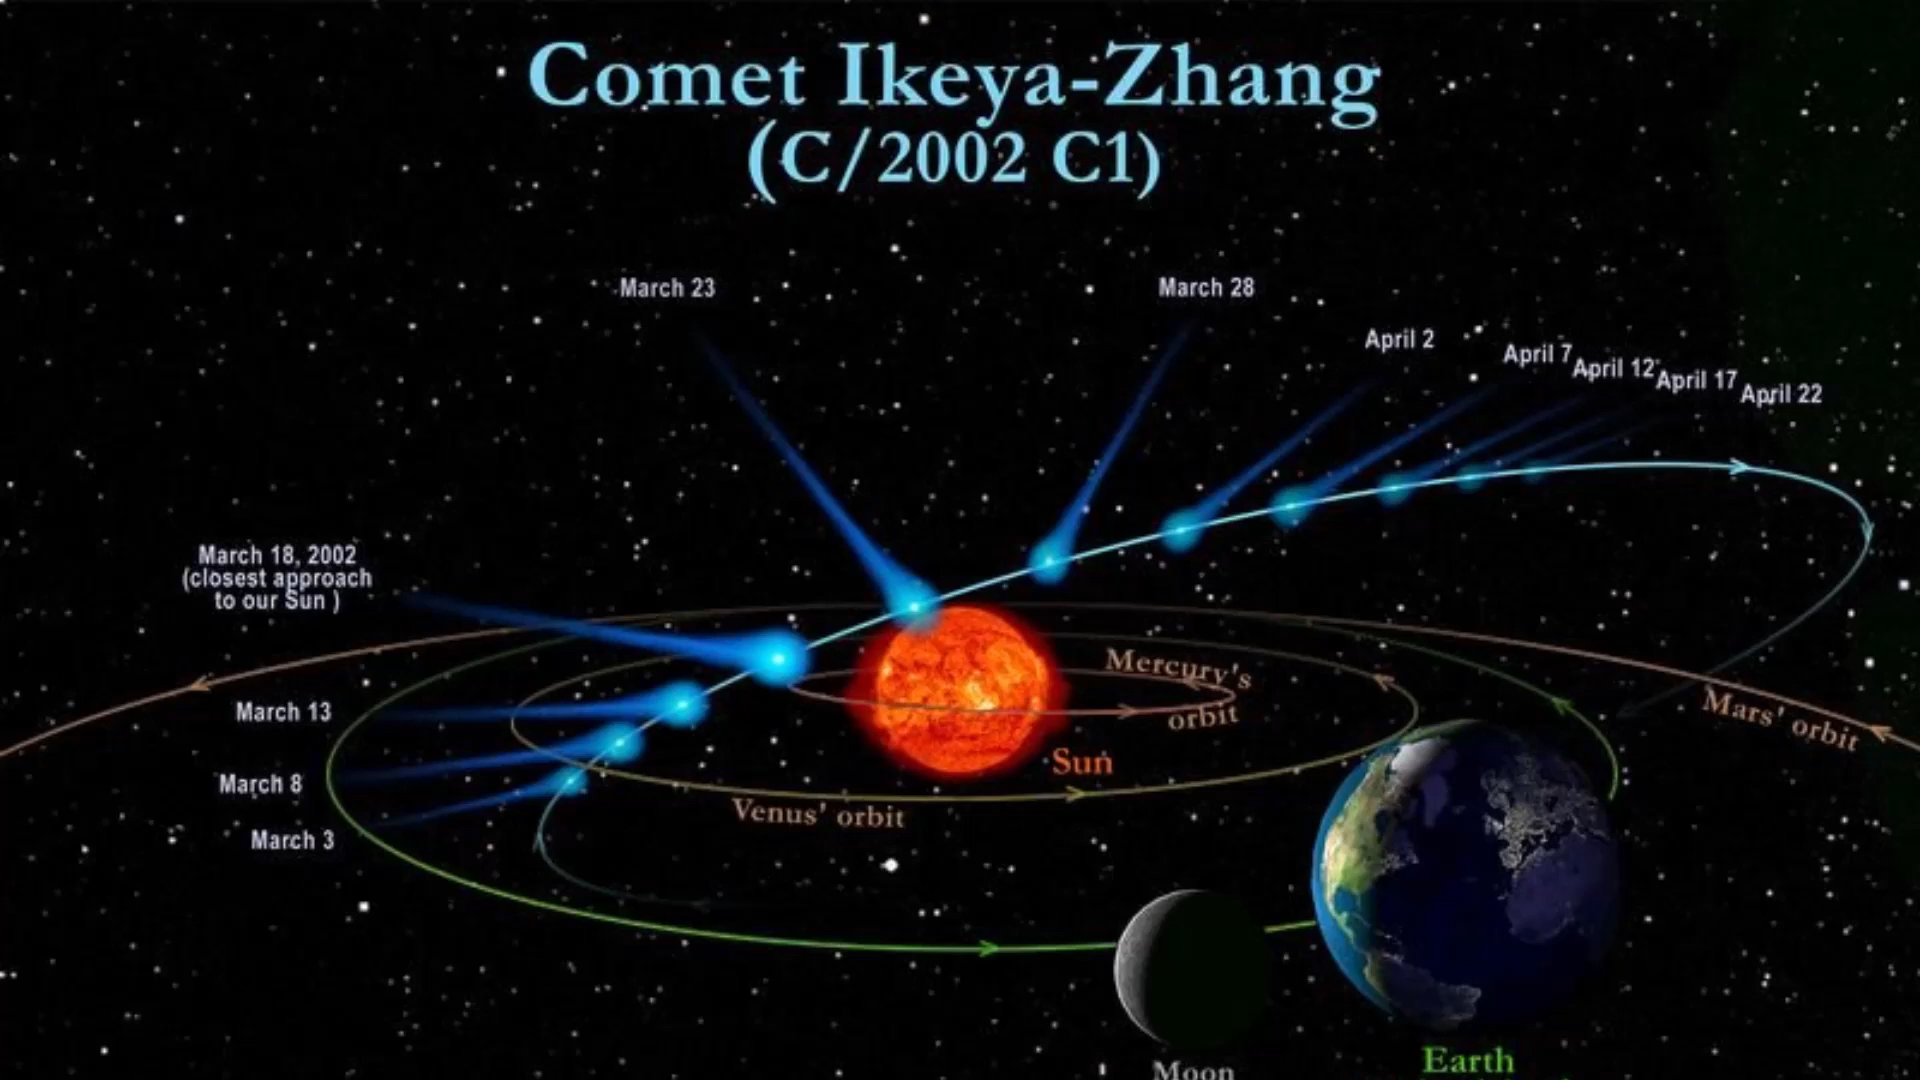 Comet Ikeya-Zhang
(C/2002 C1)
March 23
March 28
April 2
April 7
April 12
April 17
April 22
March 18, 2002
(closest approach
to our Sun )
Mercury's
orbit
Mars' orbit
March 13
Sun
March 8
Venus' orbit
March 3
Earth
Moon